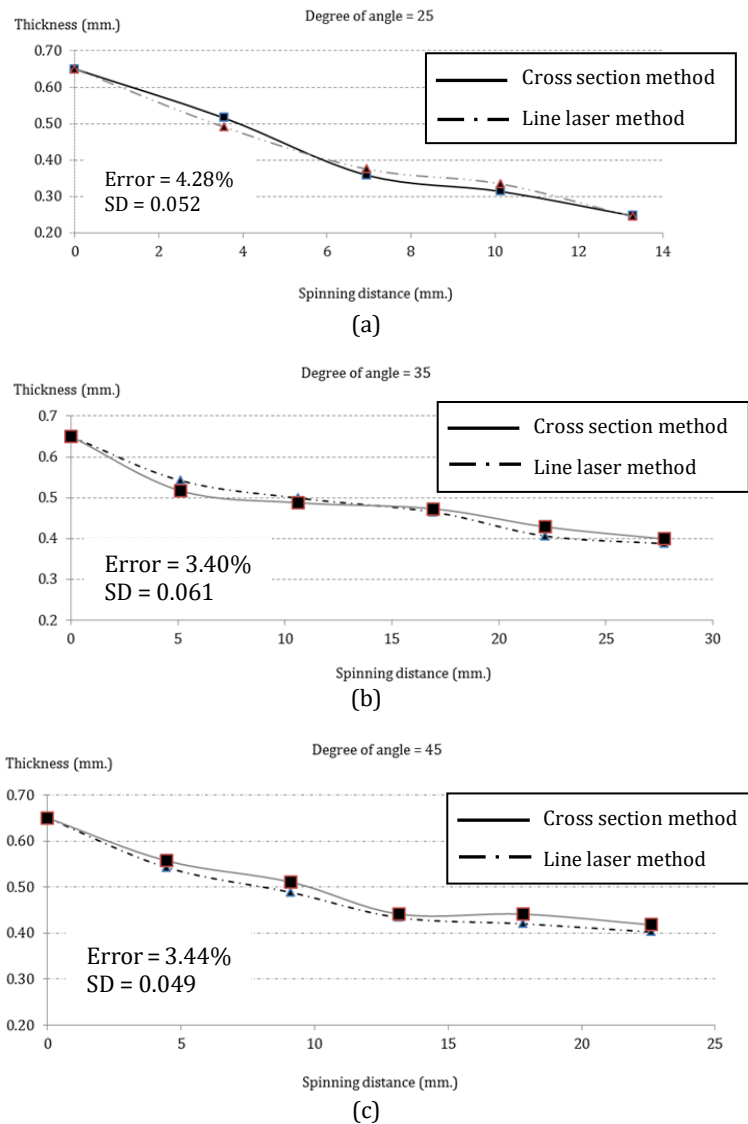 Thickness (mm.)
Degree of angle = 25
0.70
0.60
0.50
0.40
0.30
0.20
Cross section method
Line laser method
Error = 4.28%
SD = 0.052
0
2
4
6
8
10
12
14
Spinning distance (mm.)
(a)
Degree of angle = 35
Thickness (mm.)
0.7
0.6
0.5
0.4
0.3
0.2
Cross section method
Line laser method
Error = 3.40%
SD = 0.061
0
5
10
15
20
25
30
Spinning distance (mm.)
(b)
Degree of angle = 45
Thickness (mm.)
0.70
0.60
0.50
0.40
0.30
0.20
Cross section method
Line laser method
Error = 3.44%
SD = 0.049
0
5
10
15
20
25
Spinning distance (mm.)
(c)